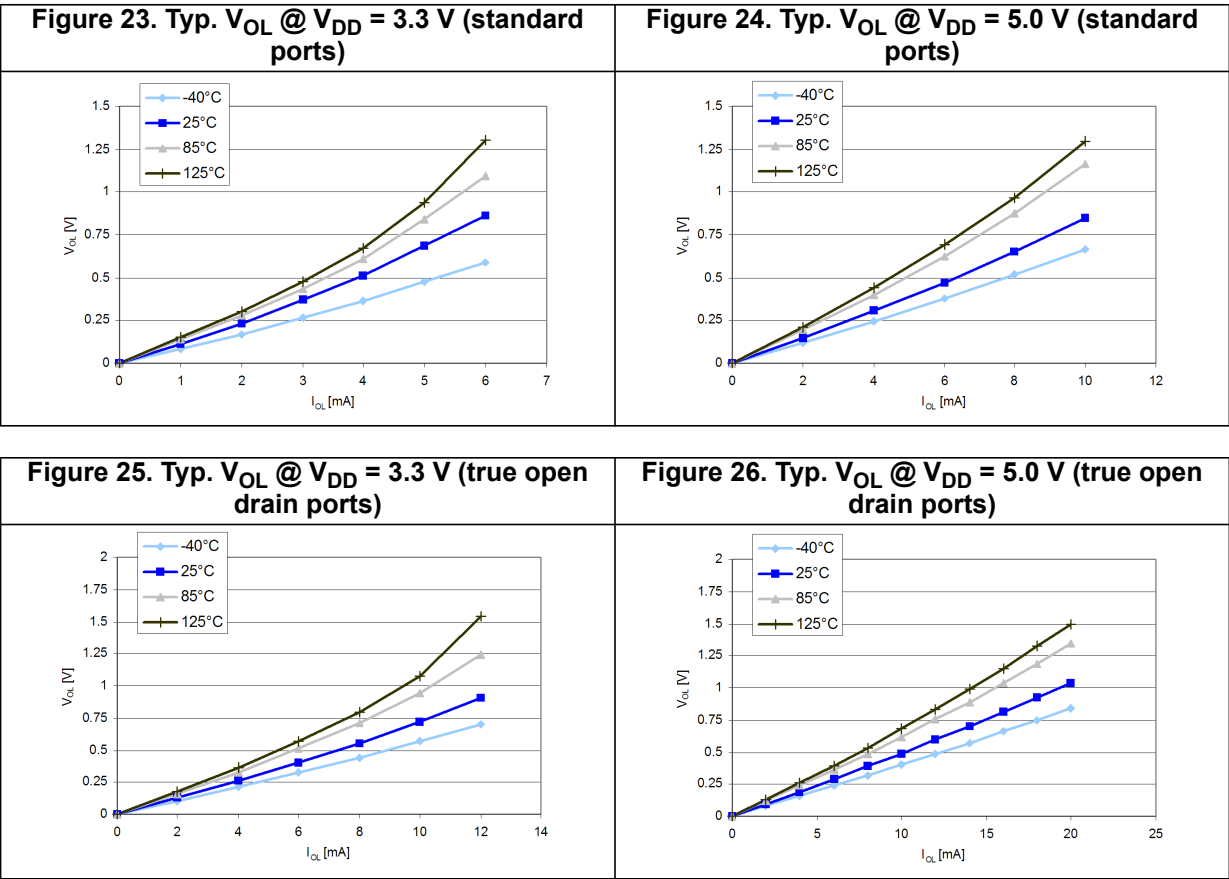 Figure 23. Typ. VOL @ VDD = 3.3 V (standard
ports)
1.5
1.25
1
0.75
0.5
0.25
0
0 1 2 3 4 5 6 7
VOL [V]
IOL [mA]
-40°C
25°C
85°C
125°C
Figure 24. Typ. VOL @ VDD = 5.0 V (standard
ports)
1.5
1.25
1
0.75
0.5
0.25
0
0 2 4 6 8 10 12
VOL [V]
IOL [mA]
-40°C
25°C
85°C
125°C
Figure 25. Typ. VOL @ VDD = 3.3 V (true open
drain ports)
2
1.75
1.5
1.25
1
0.75
0.5
0.25
0
0 2 4 6 8 10 12 14
VOL [V]
IOL [mA]
-40°C
25°C
85°C
125°C
Figure 26. Typ. VOL @ VDD = 5.0 V (true open
drain ports)
2
1.75
1.5
1.25
1
0.75
0.5
0.25
0
0 5 10 15 20 25
VOL [V]
IOL [mA]
-40°C
25°C
85°C
125°C